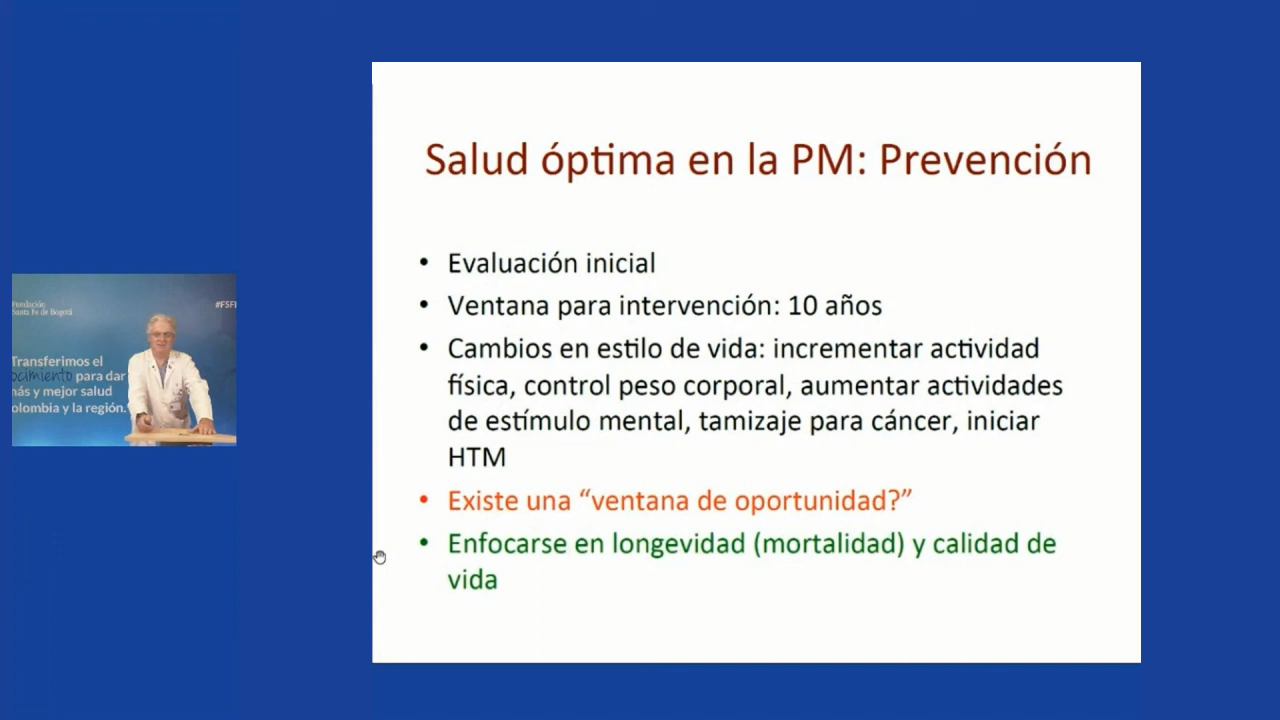 Salud óptima en la PM: Prevención
• Evaluación inicial
• Ventana para intervención: 10 años
• Cambios en estilo de vida: incrementar actividad
física, control peso corporal, aumentar actividades
de estímulo mental, tamizaje para cáncer, iniciar
HTM
• Existe una “ventana de oportunidad?”
• Enfocarse en longevidad (mortalidad) y calidad de
vida
Fundación
Santa Fe de Bogotá
#FSFB
Transferimos el
para dar
más y mejor salud
olombia y la región.